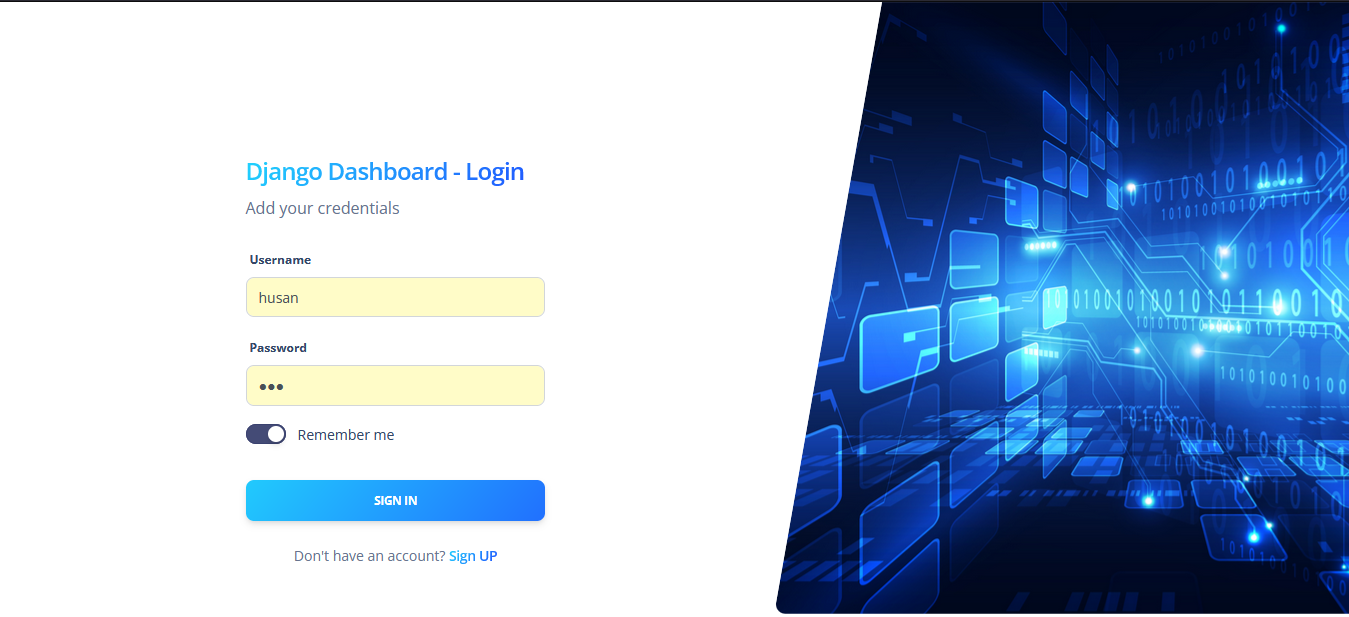 Django Dashboard - Login
Add your credentials
Username
husan
Password
●●●
Remember me
SIGN IN
Don't have an account? Sign UP